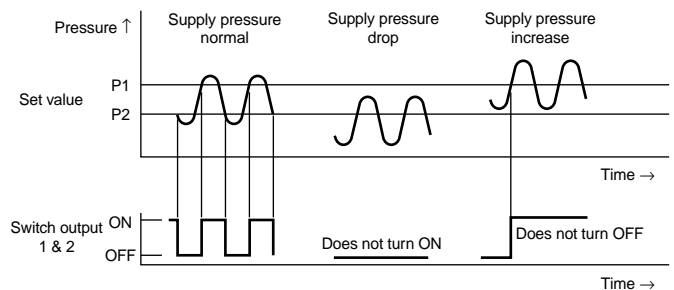 Pressure ↑
Supply pressure
normal
Supply pressure
drop
Supply pressure
increase
Set value
P1
P2
Time →
Switch output
1 & 2
ON
OFF
Does not turn ON
Does not turn OFF
Time →